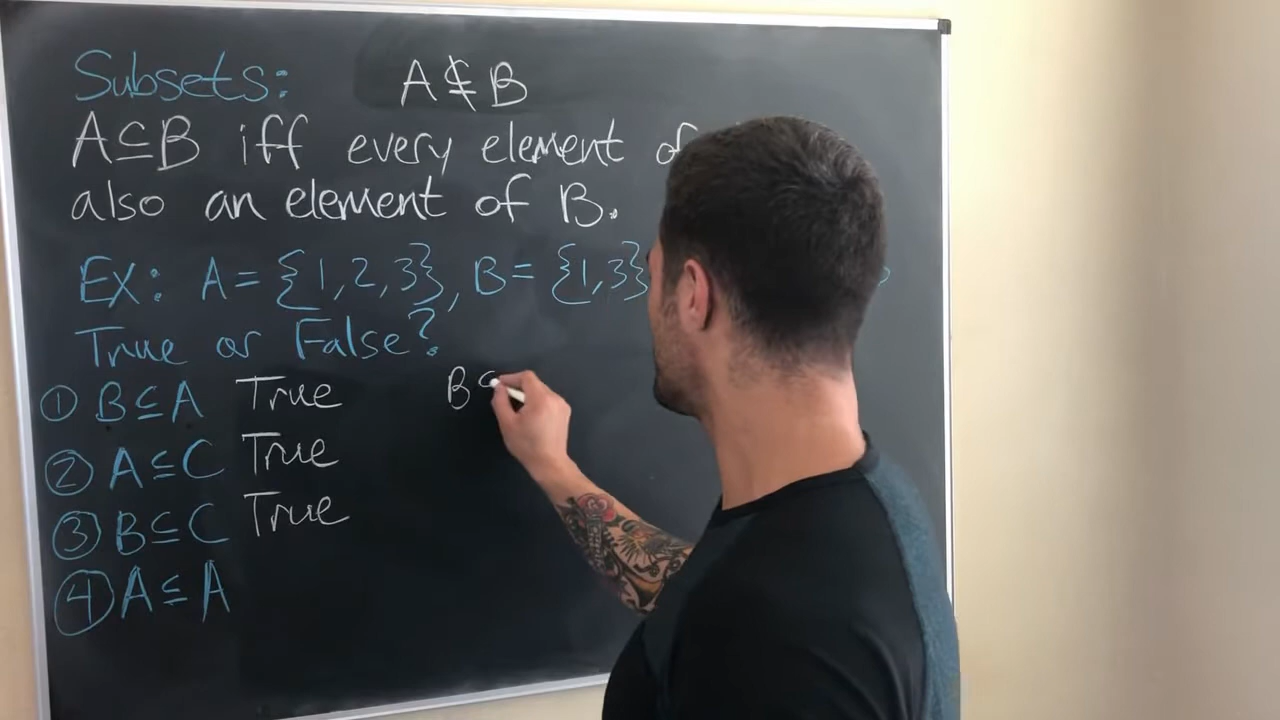 Subsets: A ⊈ B
A ⊆ B iff every element of
also an element of B.
Ex: A = {1,2,3}, B = {1,3}
True or False?
① B ⊆ A True B ⊂
② A ⊆ C True
③ B ⊆ C True
④ A ⊆ A